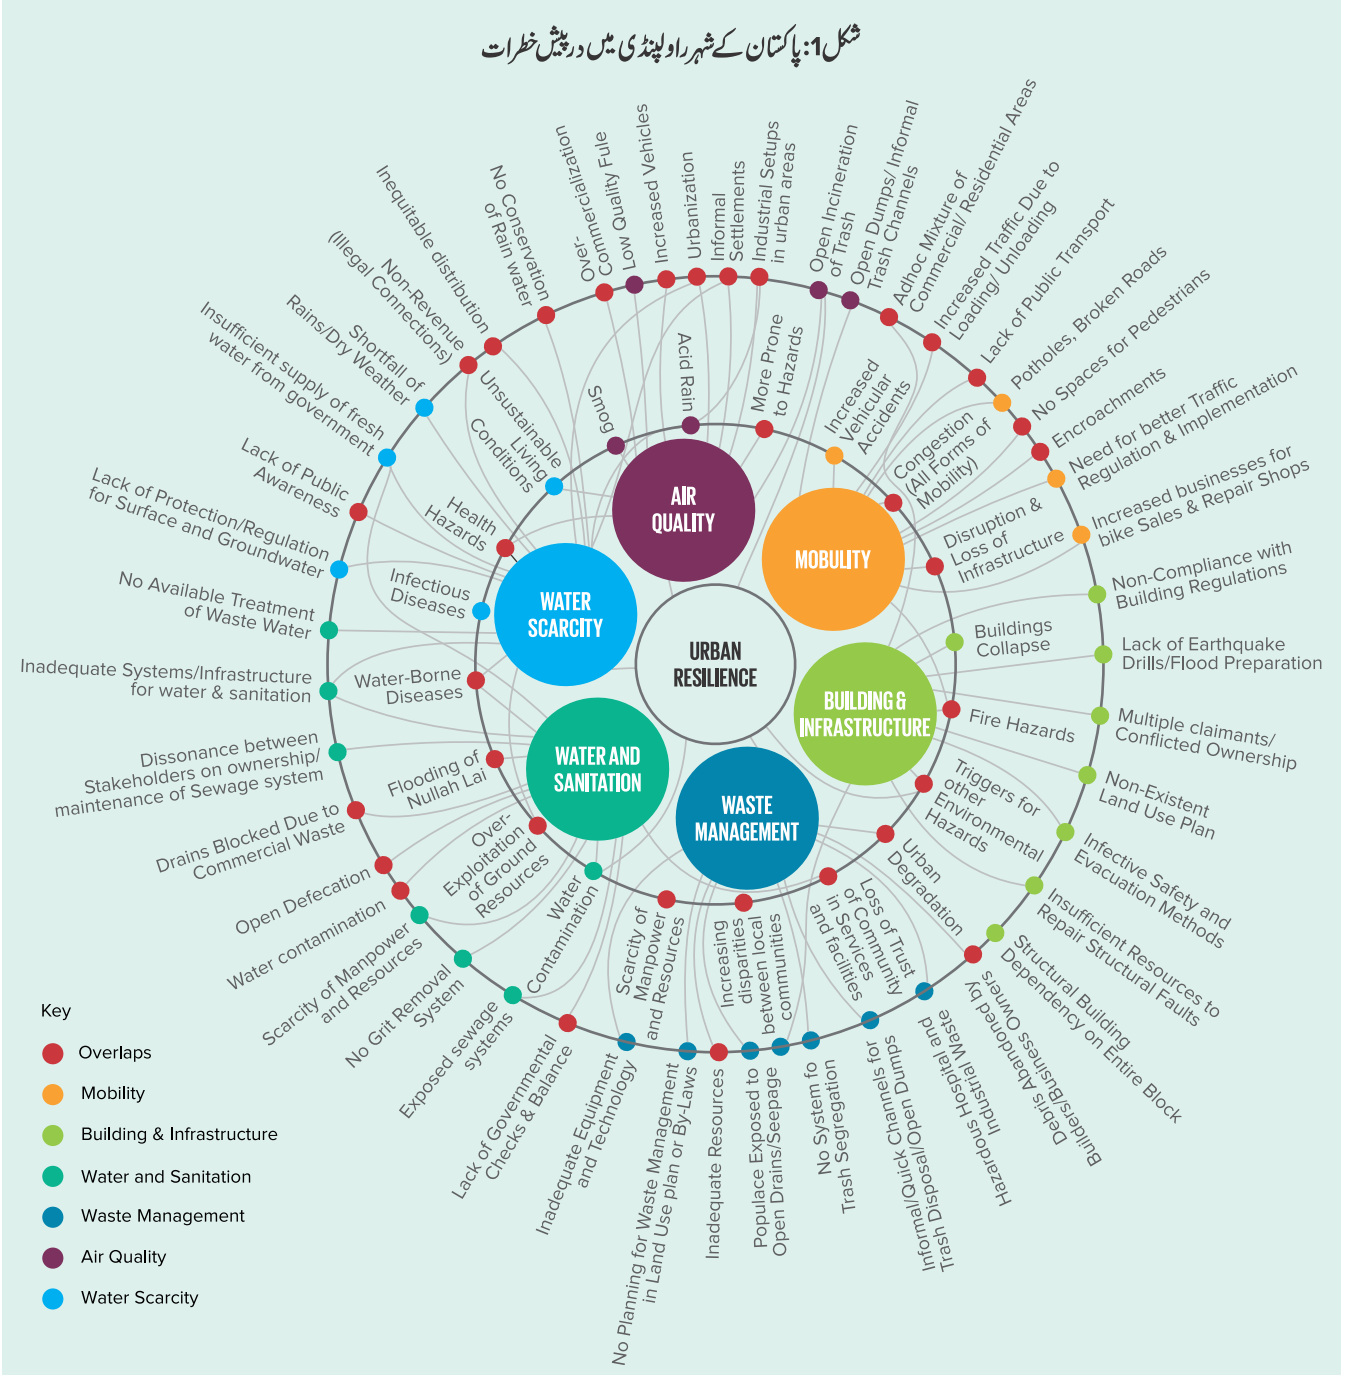 شکل1: پاکستان کے شہر راولپنڈی میں درپیش خطرات
Over-
Commercialization
Low Quality Fule
Increased Vehicles
Urbanization
Informal
Settlements
Industrial Setups
in urban areas
Open Incineration
of Trash
Open Dumps/ Informal
Trash Channels
Adhoc Mixture of
Commercial/ Residential Areas
Increased Traffic Due to
Loading/ Unloading
Lack of Public Transport
Potholes, Broken Roads
No Spaces for Pedestrians
Encroachments
Need for better Traffic
Regulation & Implementation
Increased businesses for
bike Sales & Repair Shops
Non-Compliance with
Building Regulations
Lack of Earthquake
Drills/Flood Preparation
Multiple claimants/
Conflicted Ownership
Non-Existent
Land Use Plan
Infective Safety and
Evacuation Methods
Insufficient Resources to
Repair Structural Faults
Structural Building
Dependency on Entire Block
Debris Abandoned by
Builders/Business Owners
Hazardous Hospital and
Industrial Waste
Informal/Quick Channels for
Trash Disposal/Open Dumps
No System fo
Trash Segregation
Populace Exposed to
Open Drains/Seepage
Inadequate Resources
No Planning for Waste Management
in Land Use plan or By-Laws
Inadequate Equipment
and Technology
Lack of Governmental
Checks & Balance
Exposed sewage
systems
No Grit Removal
System
Scarcity of Manpower
and Resources
Water contamination
Open Defecation
Drains Blocked Due to
Commercial Waste
Dissonance between
Stakeholders on ownership/
maintenance of Sewage system
Inadequate Systems/Infrastructure
for water & sanitation
No Available Treatment
of Waste Water
Lack of Protection/Regulation
for Surface and Groundwater
Lack of Public
Awareness
Insufficient supply of fresh
water from government
Shortfall of
Rains/Dry Weather
Non-Revenue
(Illegal Connections)
Inequitable distribution
No Conservation
of Rain water
Smog
Acid Rain
More Prone
to Hazards
Increased
Vehicular
Accidents
Congestion
(All Forms of
Mobility)
Disruption &
Loss of
Infrastructure
Buildings
Collapse
Fire Hazards
Triggers for
other
Environmental
Hazards
Urban
Degradation
Loss of Trust
of Community
in Services
and facilities
Increasing
disparities
between local
communities
Scarcity of
Manpower
and Resources
Water
Contamination
Over-
Exploitation
of Ground
Resources
Flooding of
Nullah Lai
Water-Borne
Diseases
Infectious
Diseases
Health
Hazards
Unsustainable
Living
Conditions
AIR
QUALITY
MOBULITY
BUILDING &
INFRASTRUCTURE
WASTE
MANAGEMENT
WATER AND
SANITATION
WATER
SCARCITY
URBAN
RESILIENCE
Key
Overlaps
Mobility
Building & Infrastructure
Water and Sanitation
Waste Management
Air Quality
Water Scarcity